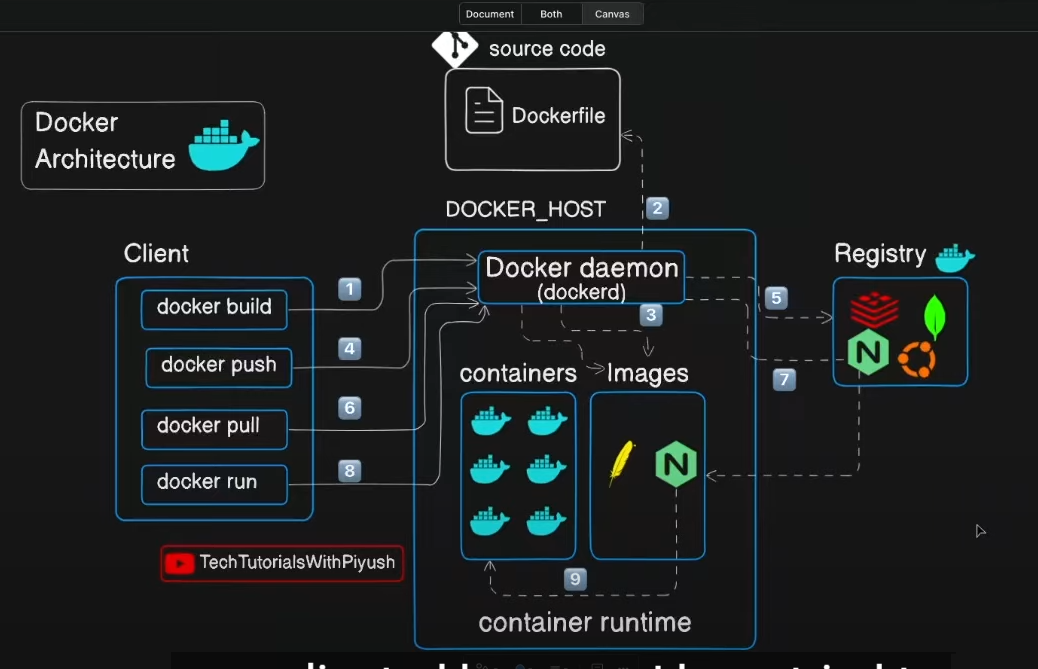 Document
Both
Canvas
source code
Dockerfile
Docker
Architecture
DOCKER_HOST
2
Client
Docker daemon
(dockerd)
Registry
docker build
1
3
5
docker push
4
containers
Images
7
docker pull
6
docker run
8
TechTutorialsWithPiyush
9
container runtime